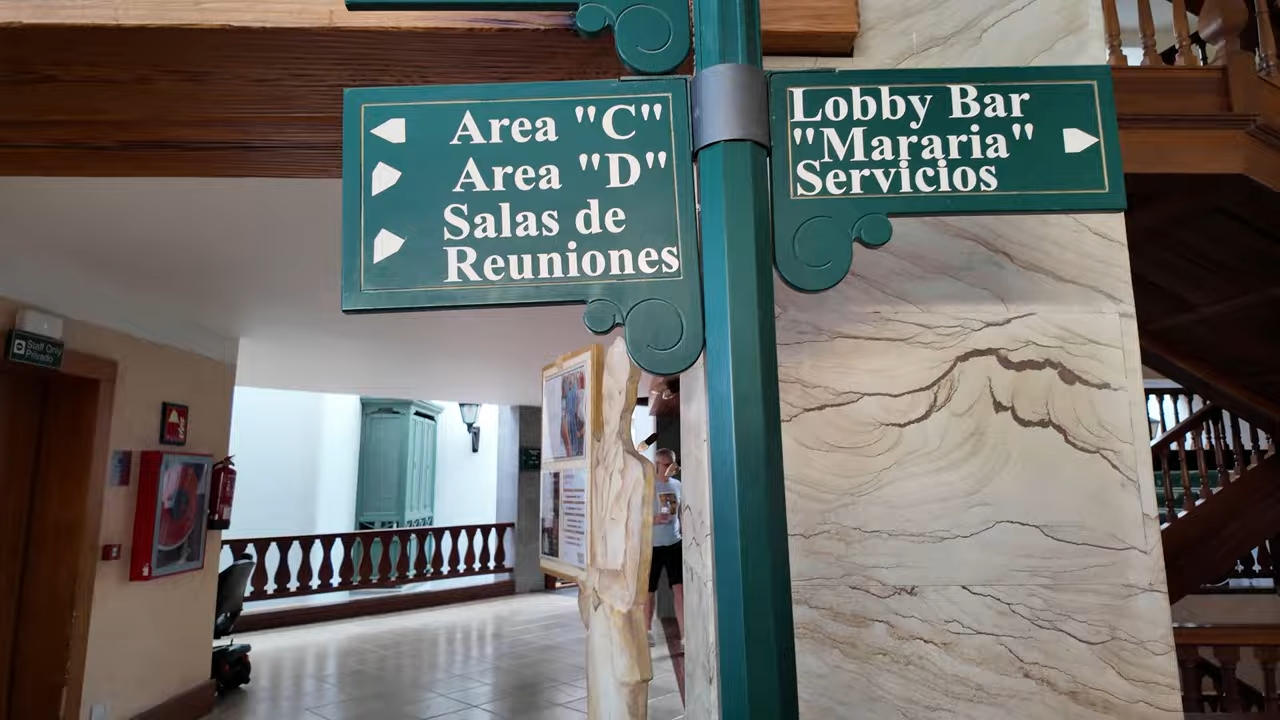 Area "C"
Area "D"
Salas de
Reuniones
Lobby Bar
"Mararia"
Servicios
Staff Only
Privado